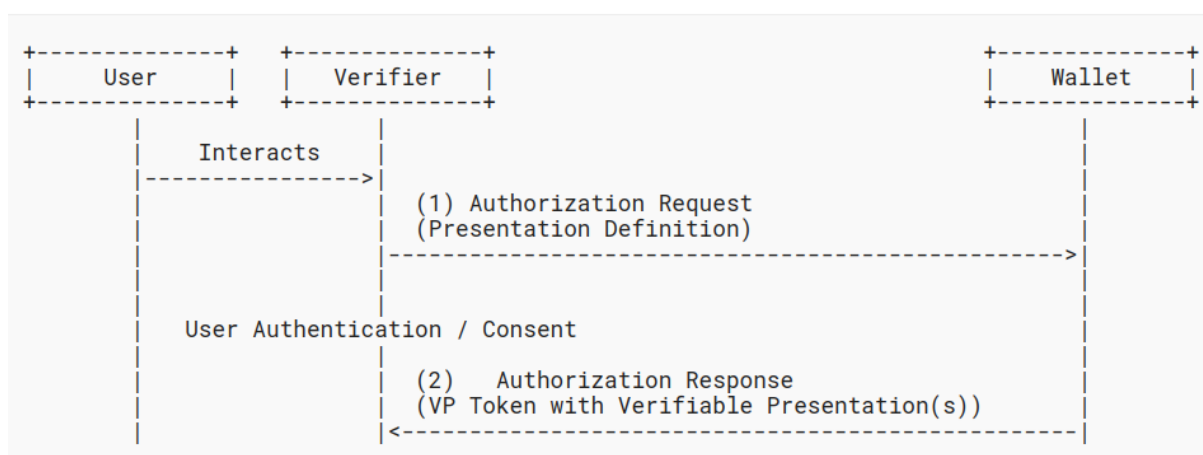 User Verifier Wallet
Interacts
(1) Authorization Request
(Presentation Definition)
User Authentication / Consent
(2) Authorization Response
(VP Token with Verifiable Presentation(s))